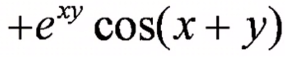 +e^{xy} cos(x + y)